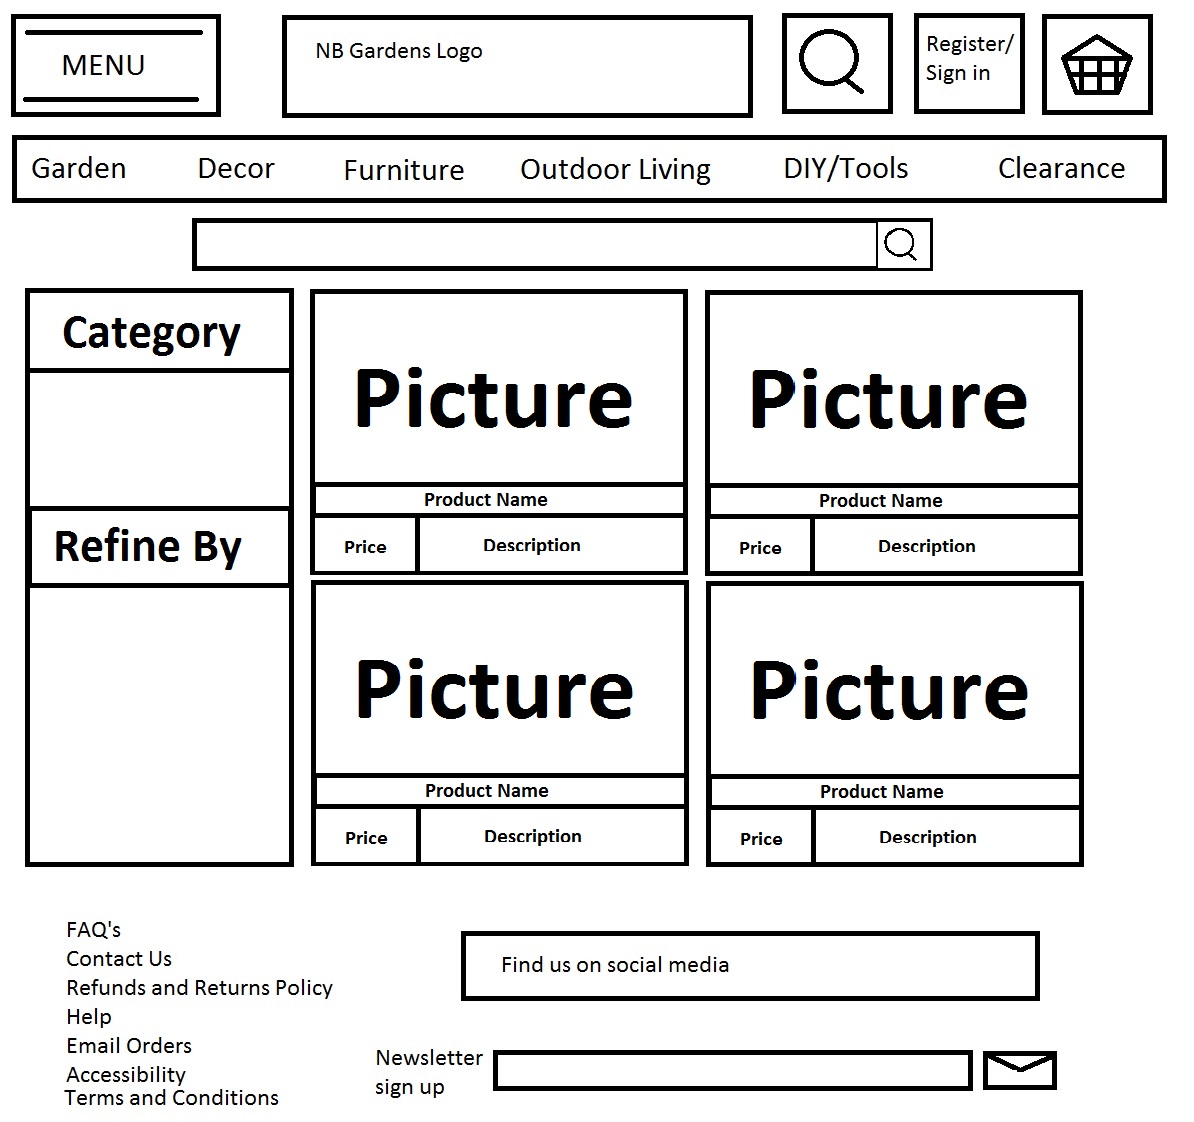 MENU
NB Gardens Logo
Register/
Sign in
Garden
Decor
Furniture
Outdoor Living
DIY/Tools
Clearance
Category
Refine By
Picture
Product Name
Price
Description
Picture
Product Name
Price
Description
Picture
Product Name
Price
Description
Picture
Product Name
Price
Description
FAQ's
Contact Us
Refunds and Returns Policy
Help
Email Orders
Accessibility
Terms and Conditions
Find us on social media
Newsletter
sign up